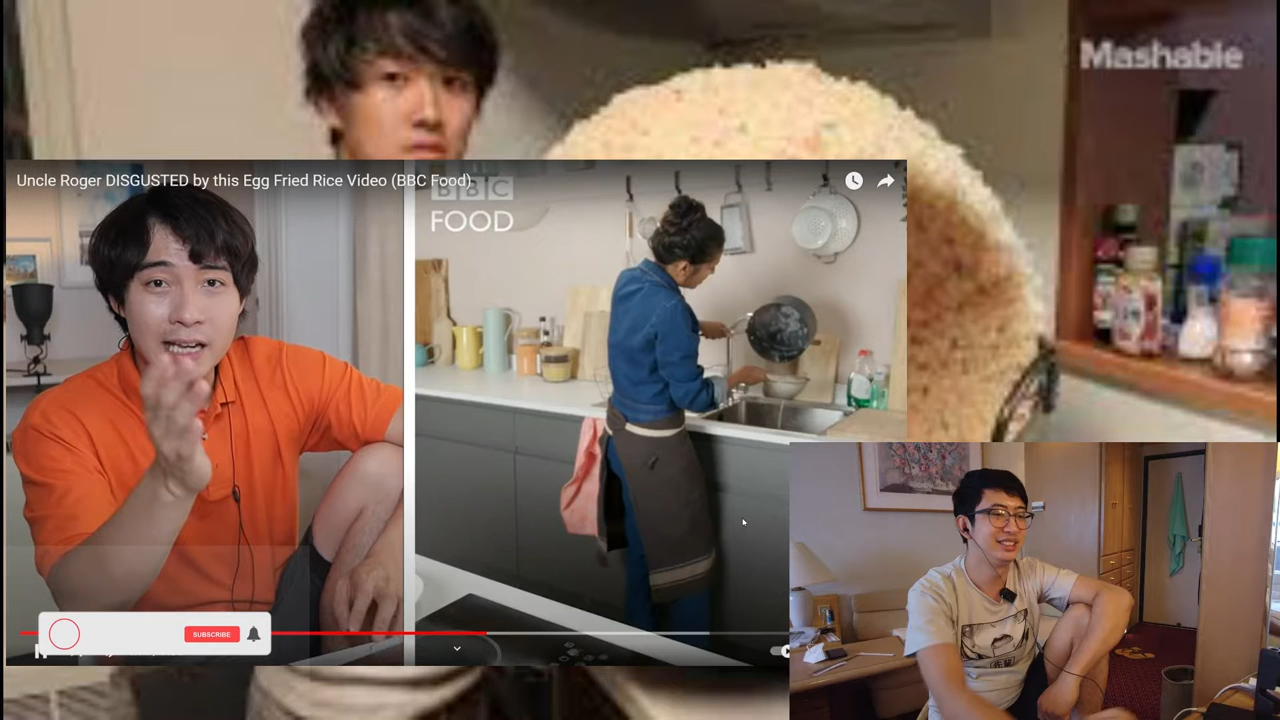 Mashable
Uncle Roger DISGUSTED by this Egg Fried Rice Video (BBC Food)
BBC
FOOD
SUBSCRIBE